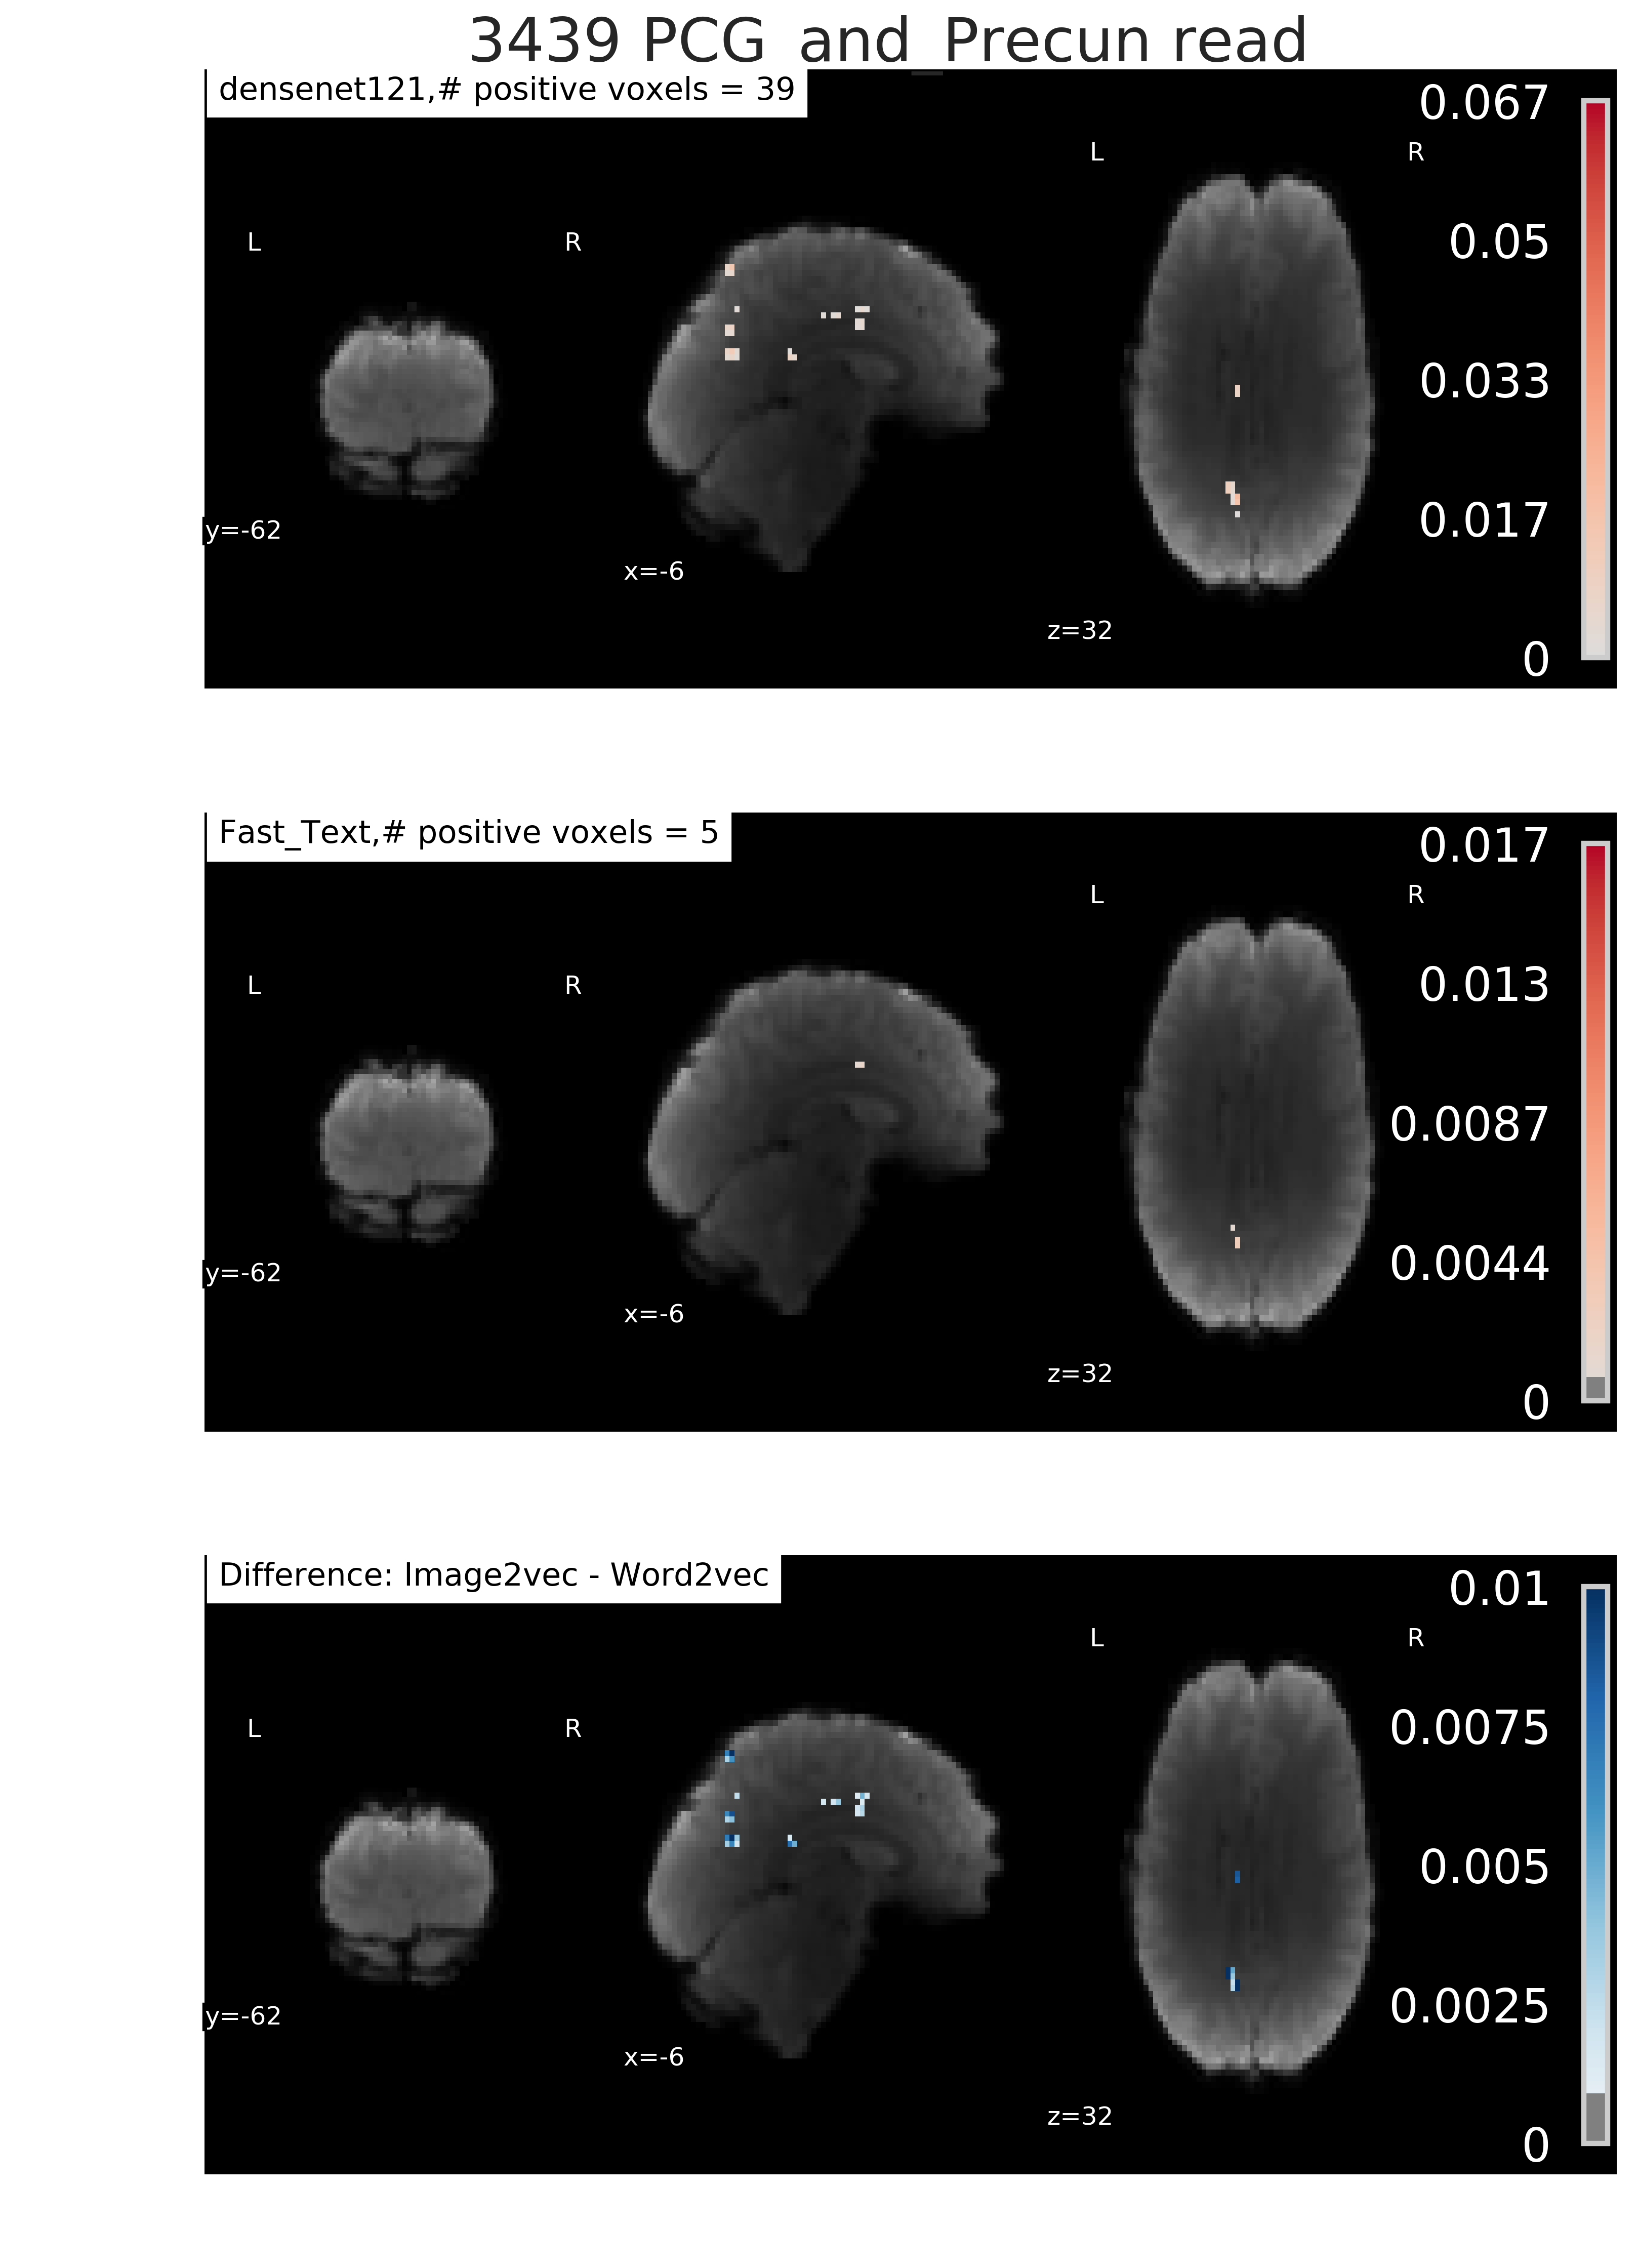 3439 PCG_and_Precun read
densenet121,# positive voxels = 39
0.067
L R
0.05
L R
0.033
0.017
y=-62
x=-6
z=32
0
Fast_Text,# positive voxels = 5
0.017
L R
0.013
L R
0.0087
0.0044
y=-62
x=-6
z=32
0
Difference: Image2vec - Word2vec
0.01
L R
0.0075
L R
0.005
0.0025
y=-62
x=-6
z=32
0